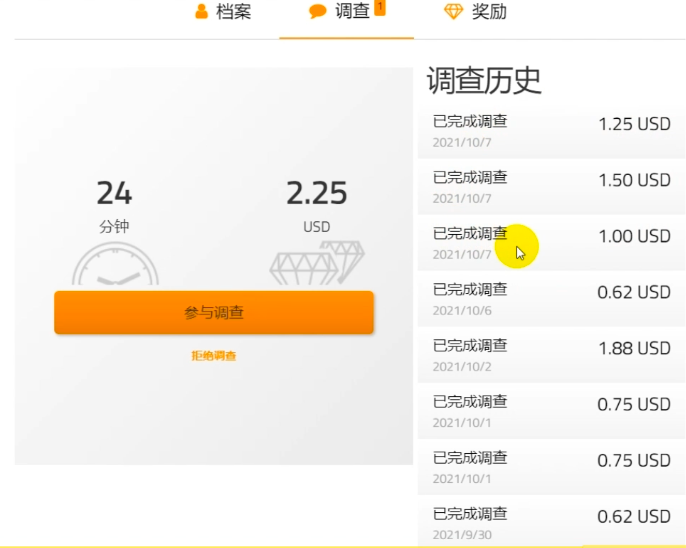 档案
调查 1
奖励
24
分钟
2.25
USD
参与调查
拒绝调查
调查历史
已完成调查 1.25 USD
2021/10/7
已完成调查 1.50 USD
2021/10/7
已完成调查 1.00 USD
2021/10/7
已完成调查 0.62 USD
2021/10/6
已完成调查 1.88 USD
2021/10/2
已完成调查 0.75 USD
2021/10/1
已完成调查 0.75 USD
2021/10/1
已完成调查 0.62 USD
2021/9/30